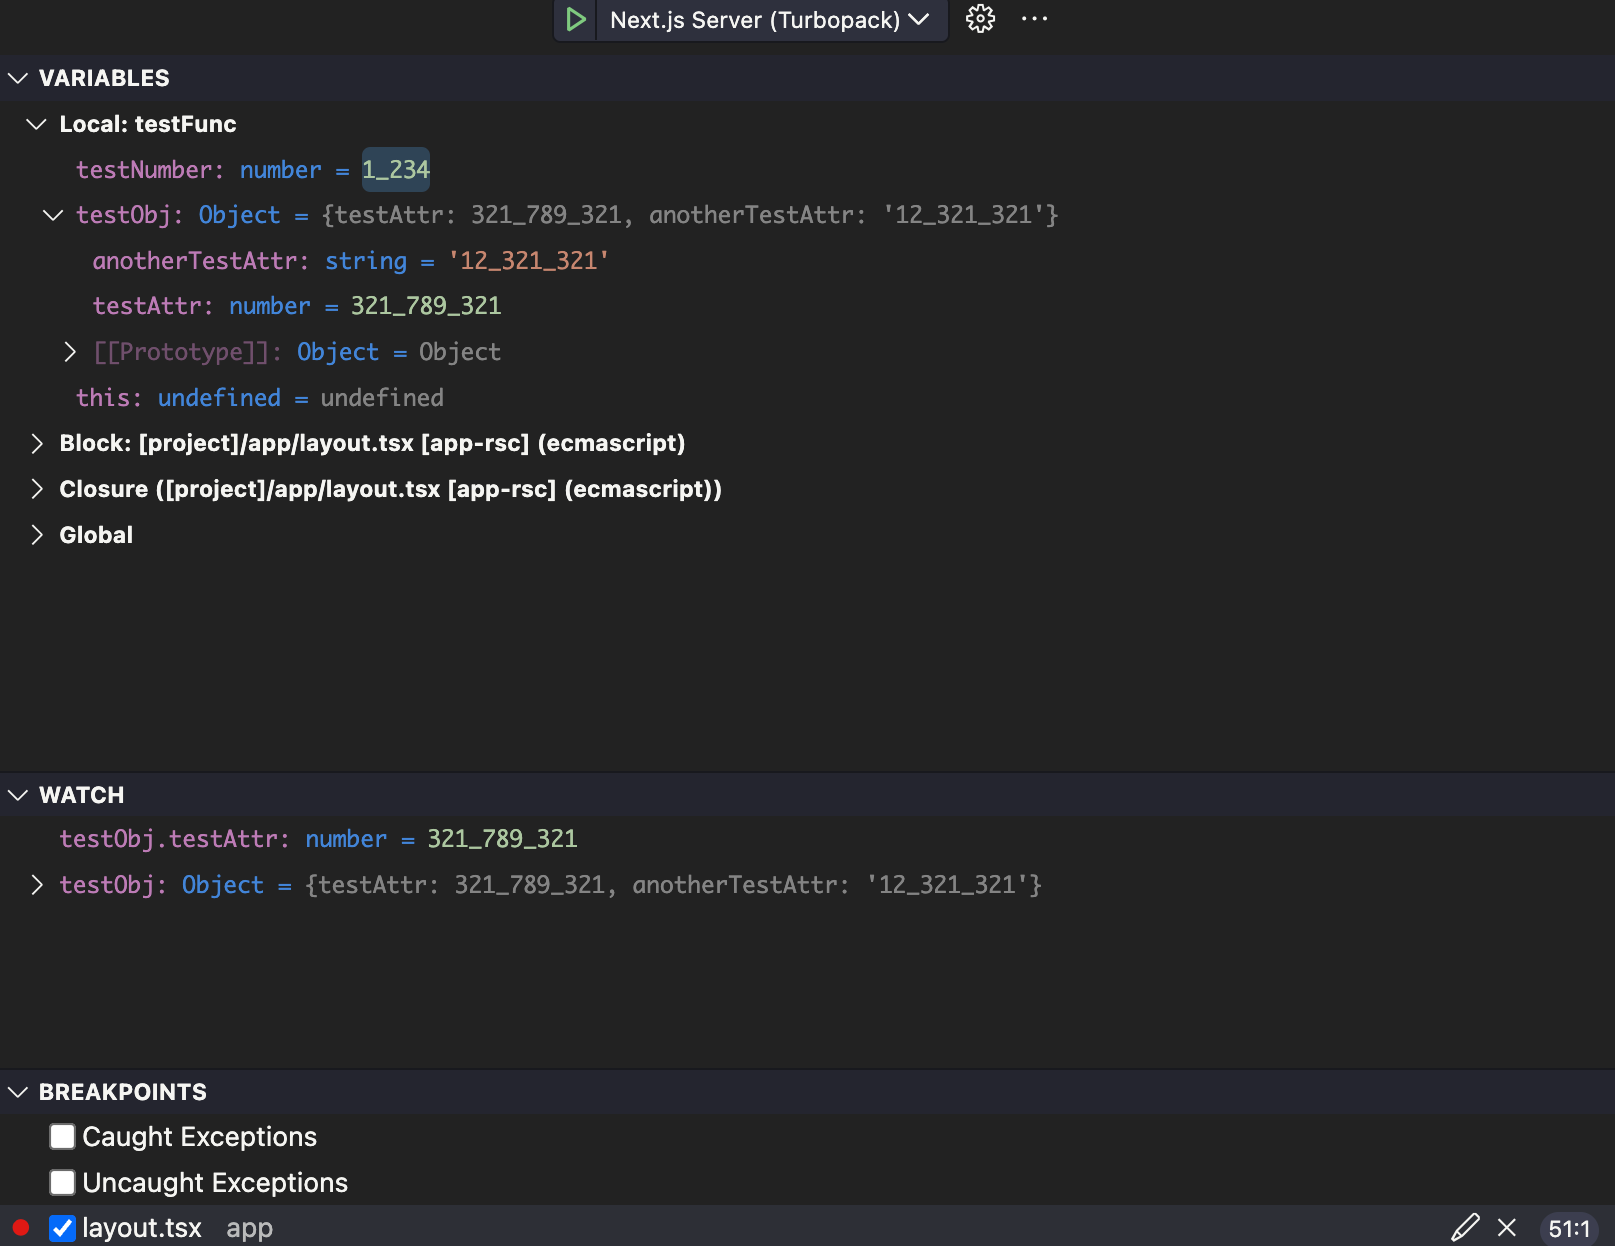 Next.js Server (Turbopack)
VARIABLES
Local: testFunc
testNumber: number = 1_234
testObj: Object = {testAttr: 321_789_321, anotherTestAttr: '12_321_321'}
anotherTestAttr: string = '12_321_321'
testAttr: number = 321_789_321
[[Prototype]]: Object = Object
this: undefined = undefined
Block: [project]/app/layout.tsx [app-rsc] (ecmascript)
Closure ([project]/app/layout.tsx [app-rsc] (ecmascript))
Global
WATCH
testObj.testAttr: number = 321_789_321
testObj: Object = {testAttr: 321_789_321, anotherTestAttr: '12_321_321'}
BREAKPOINTS
Caught Exceptions
Uncaught Exceptions
layout.tsx app 51:1